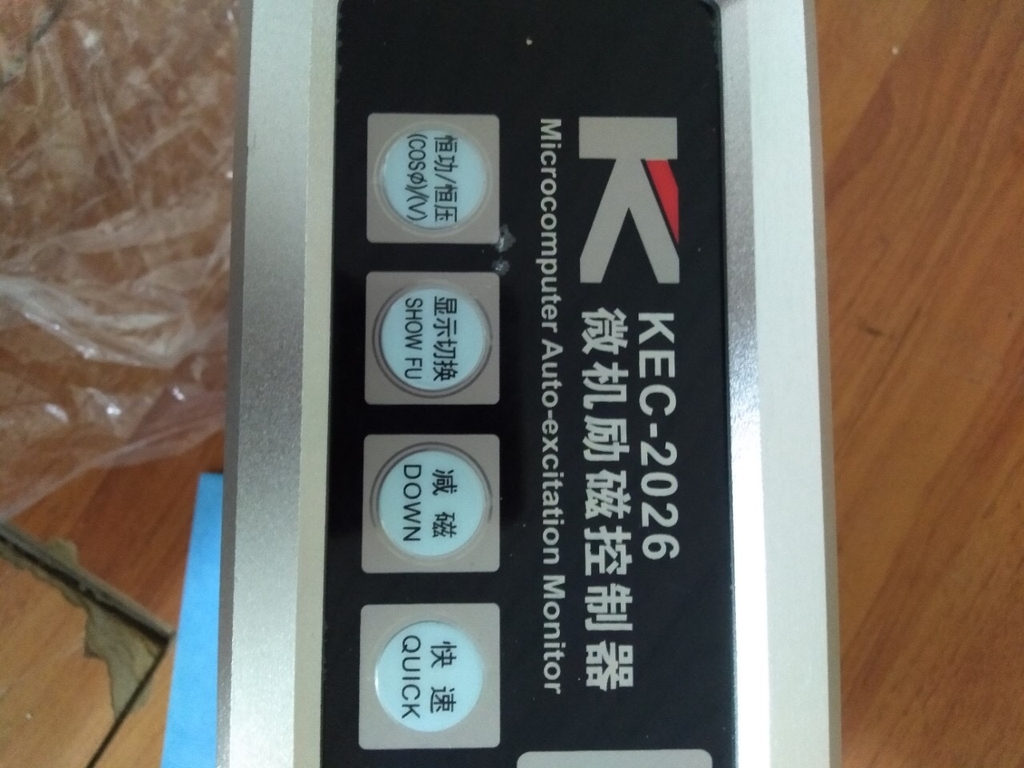 KEC-2026
微机励磁控制器
Microcomputer Auto-excitation Monitor
恒功/恒压
(COSØ)/(V)
显示切换
SHOW FU
减 磁
DOWN
快 速
QUICK